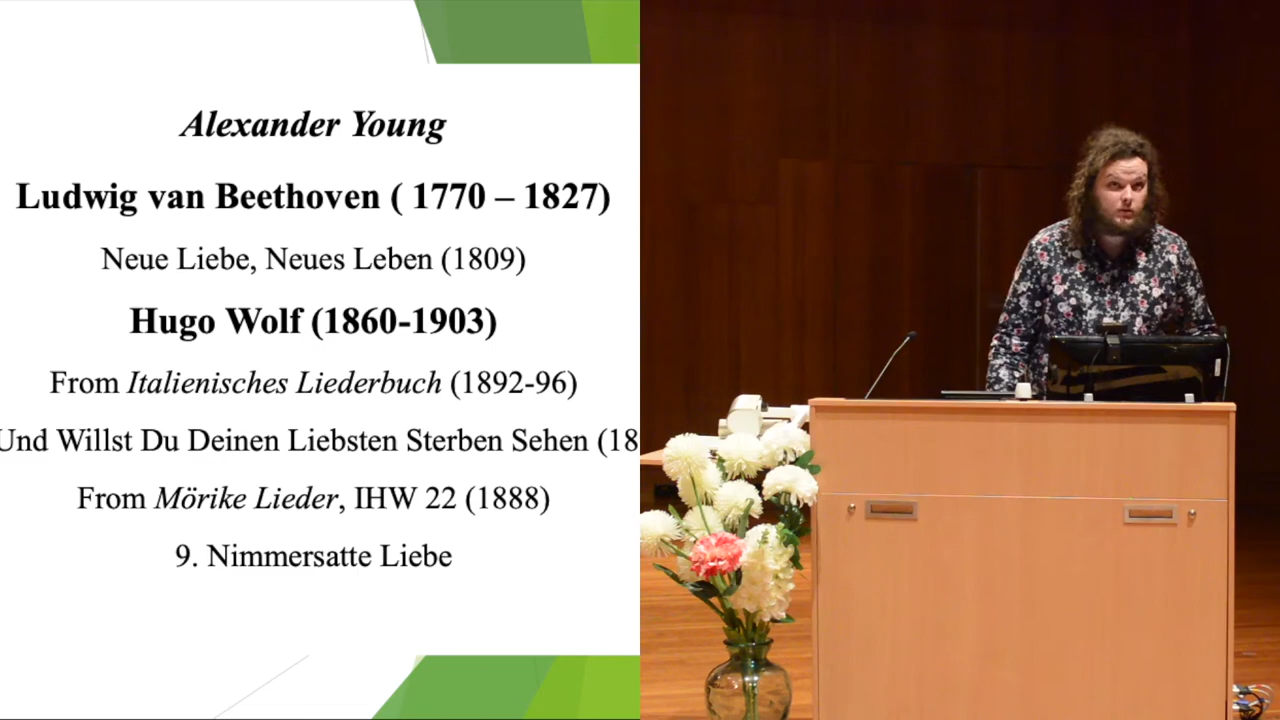 Alexander Young
Ludwig van Beethoven ( 1770 – 1827)
Neue Liebe, Neues Leben (1809)
Hugo Wolf (1860-1903)
From Italienisches Liederbuch (1892-96)
Und Willst Du Deinen Liebsten Sterben Sehen (18
From Mörike Lieder, IHW 22 (1888)
9. Nimmersatte Liebe